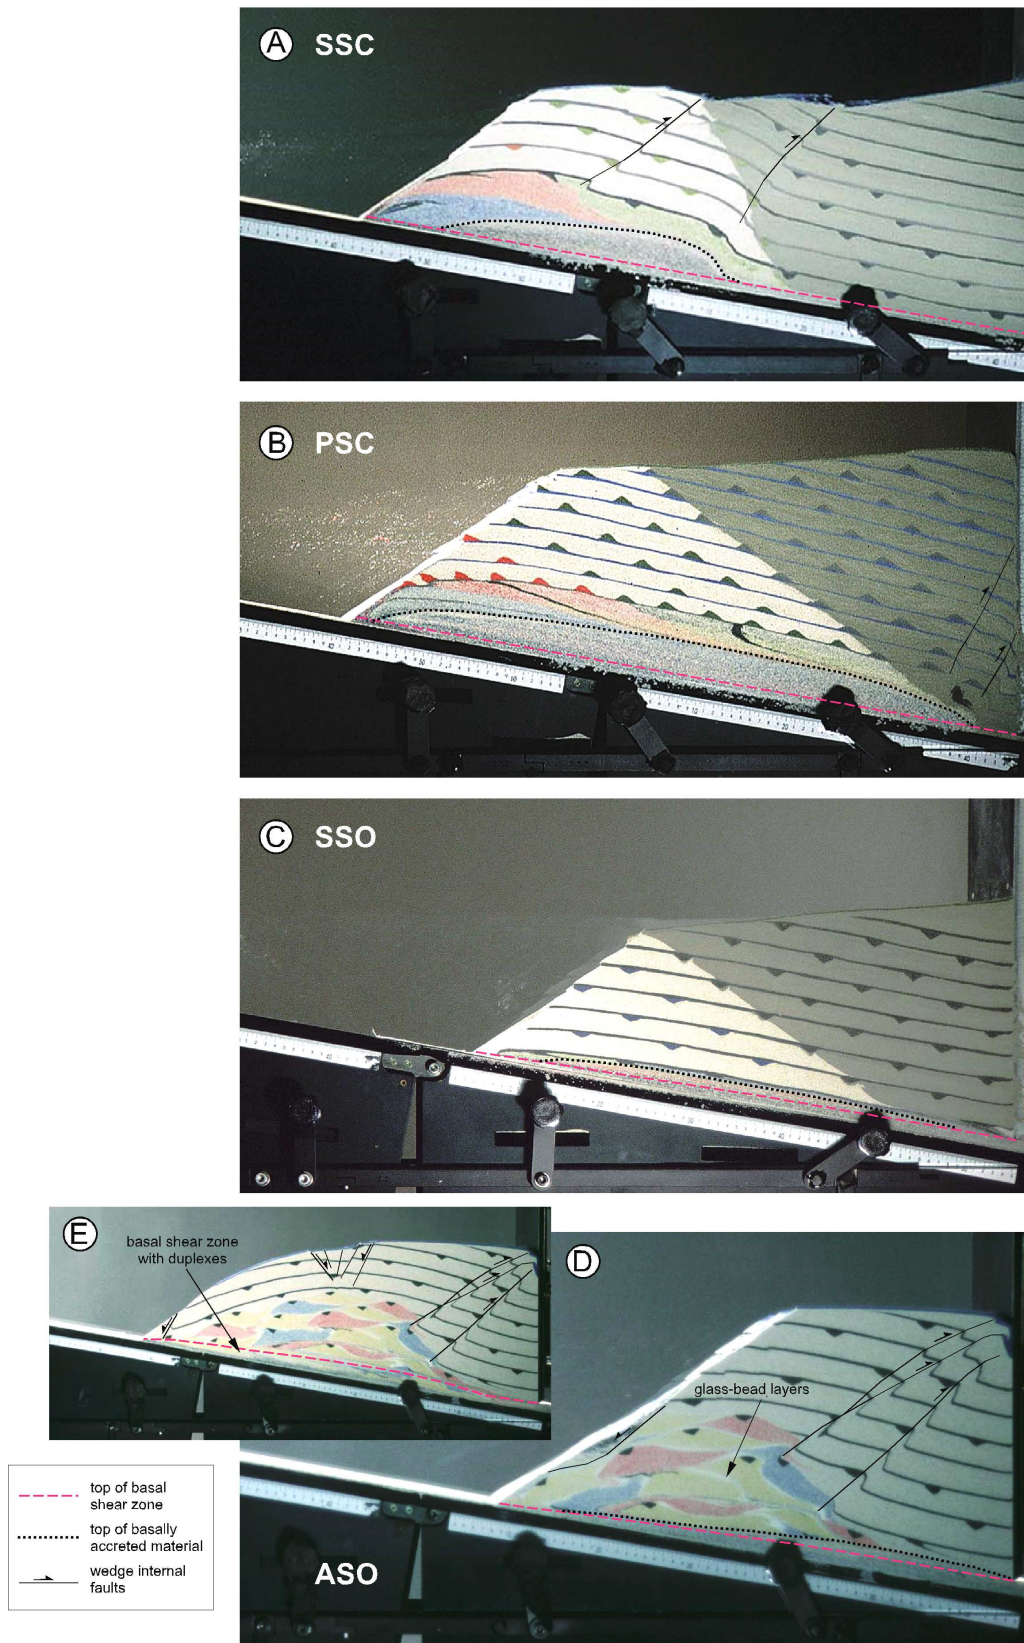 A SSC
B PSC
C SSO
E
basal shear zone
with duplexes
D
glass-bead layers
top of basal
shear zone
top of basally
accreted material
wedge internal
faults
ASO